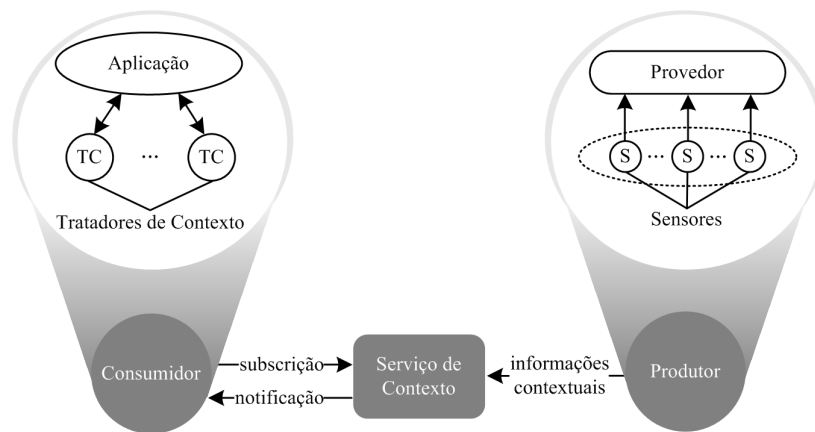 Aplicação
TC ... TC
Tratadores de Contexto
Provedor
S ... S ... S
Sensores
Consumidor
subscrição
notificação
Serviço de
Contexto
informações
contextuais
Produtor